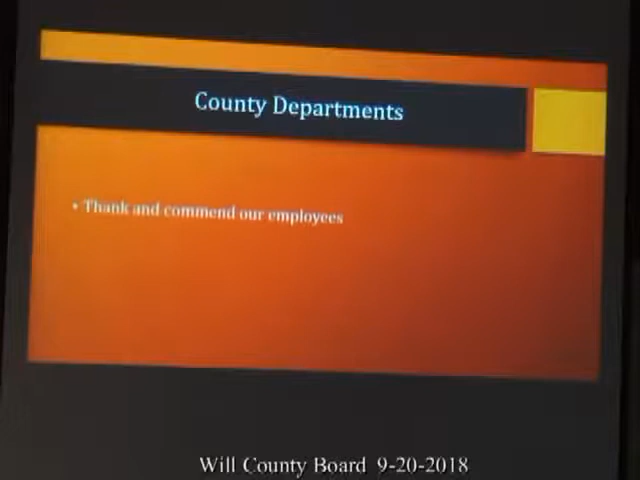 County Departments
• Thank and commend our employees
Will County Board 9-20-2018